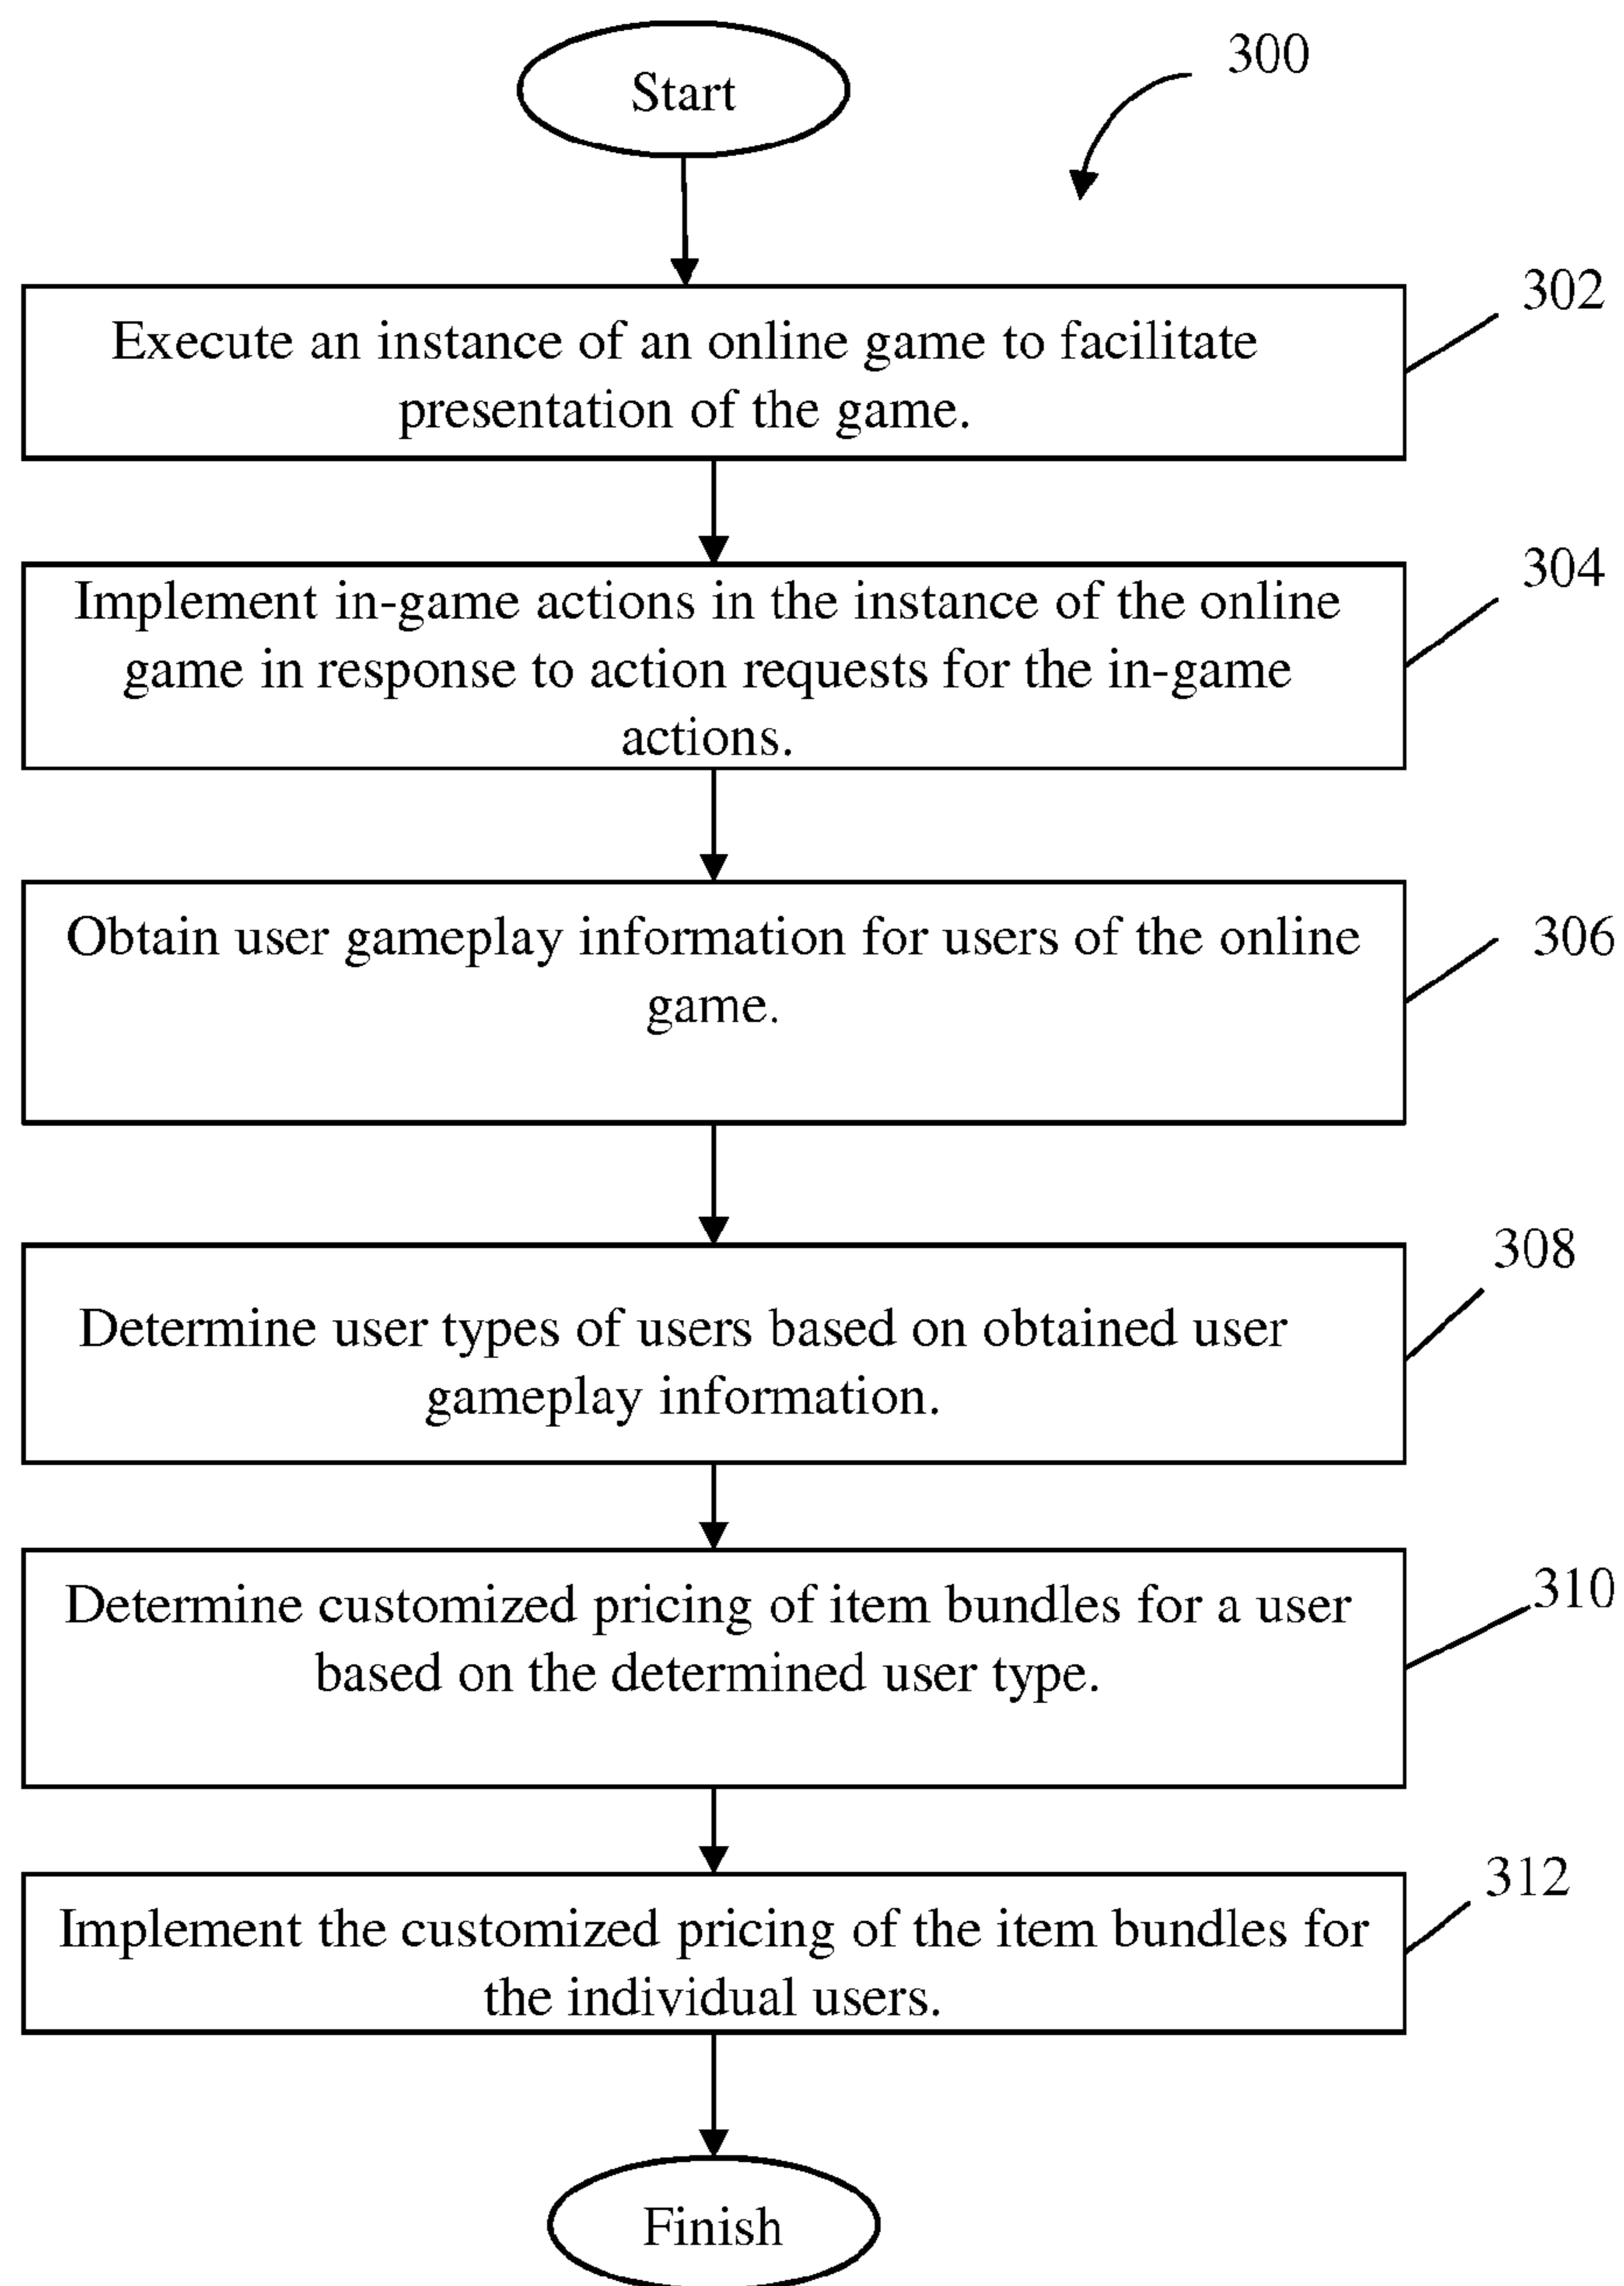 Start
300
302
Execute an instance of an online game to facilitate
presentation of the game.
304
Implement in-game actions in the instance of the online
game in response to action requests for the in-game
actions.
306
Obtain user gameplay information for users of the online
game.
308
Determine user types of users based on obtained user
gameplay information.
310
Determine customized pricing of item bundles for a user
based on the determined user type.
312
Implement the customized pricing of the item bundles for
the individual users.
Finish